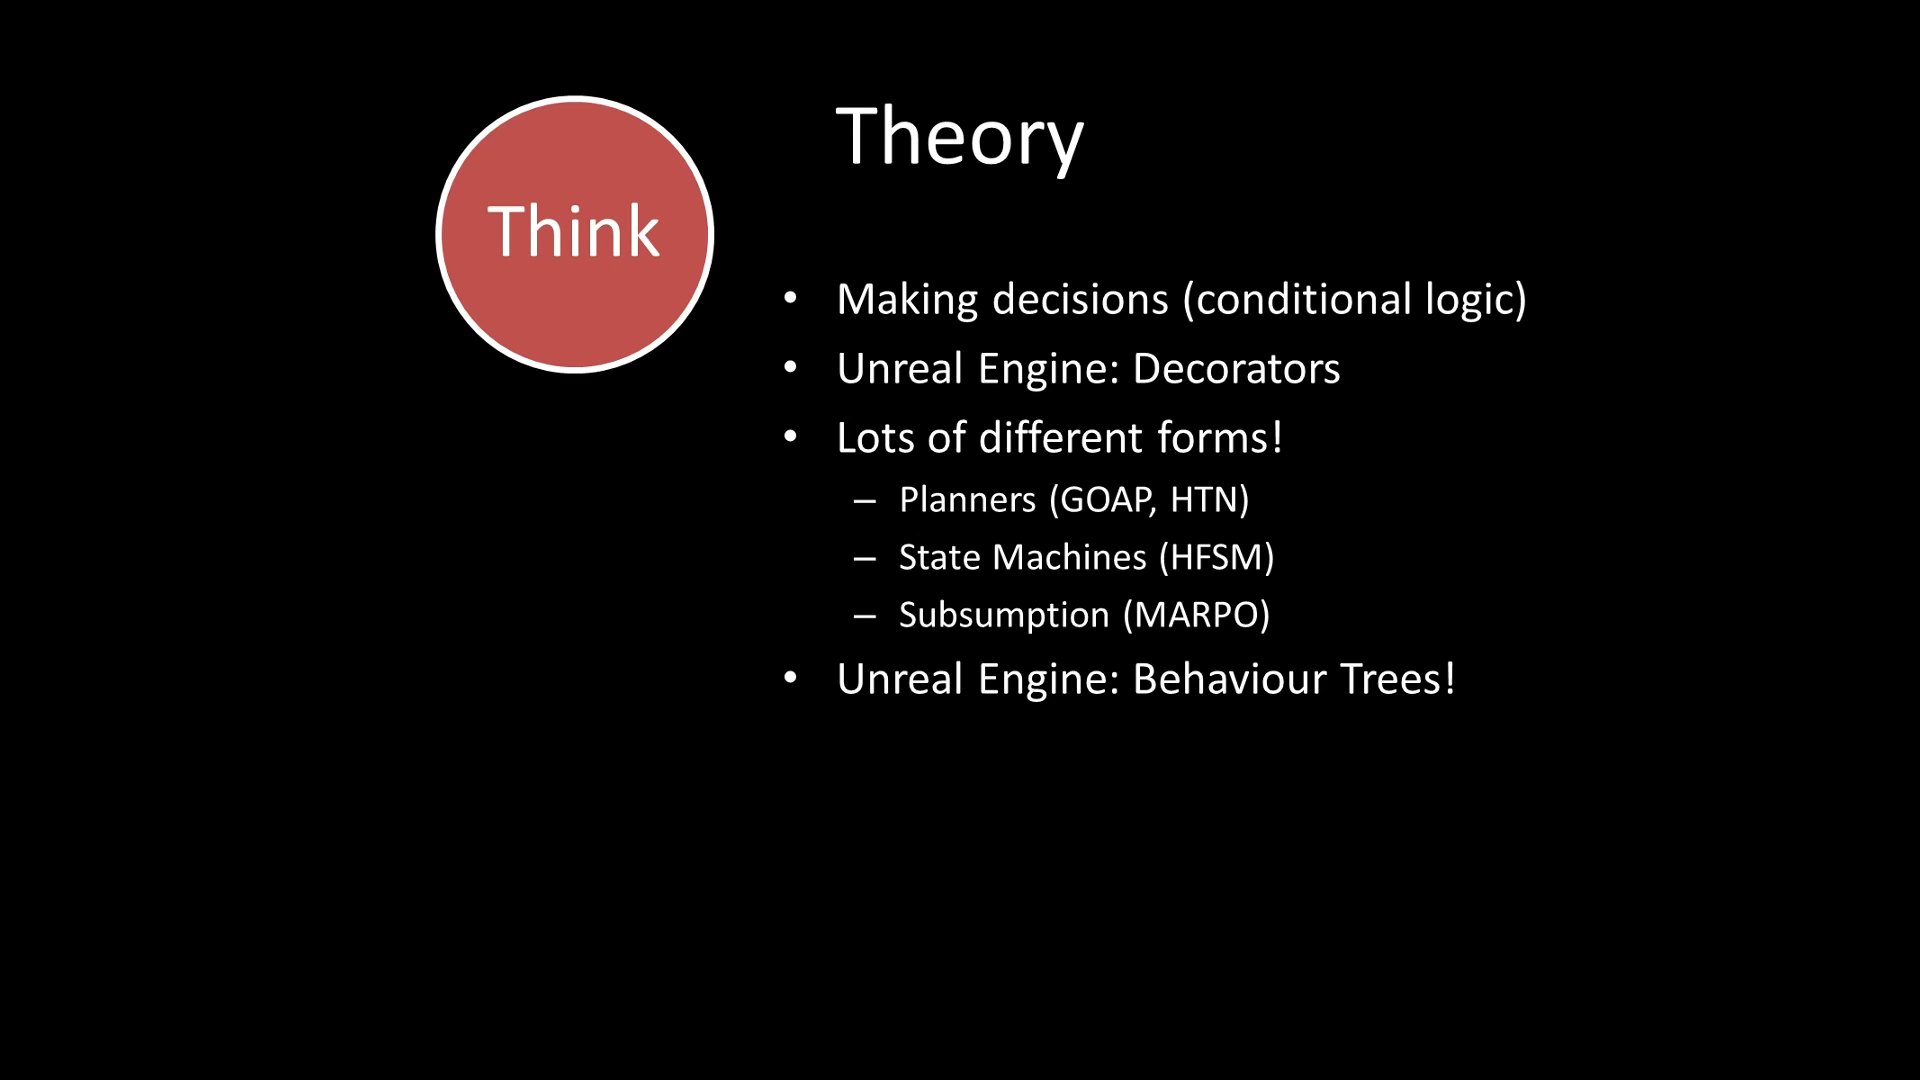 Think
Theory
• Making decisions (conditional logic)
• Unreal Engine: Decorators
• Lots of different forms!
– Planners (GOAP, HTN)
– State Machines (HFSM)
– Subsumption (MARPO)
• Unreal Engine: Behaviour Trees!